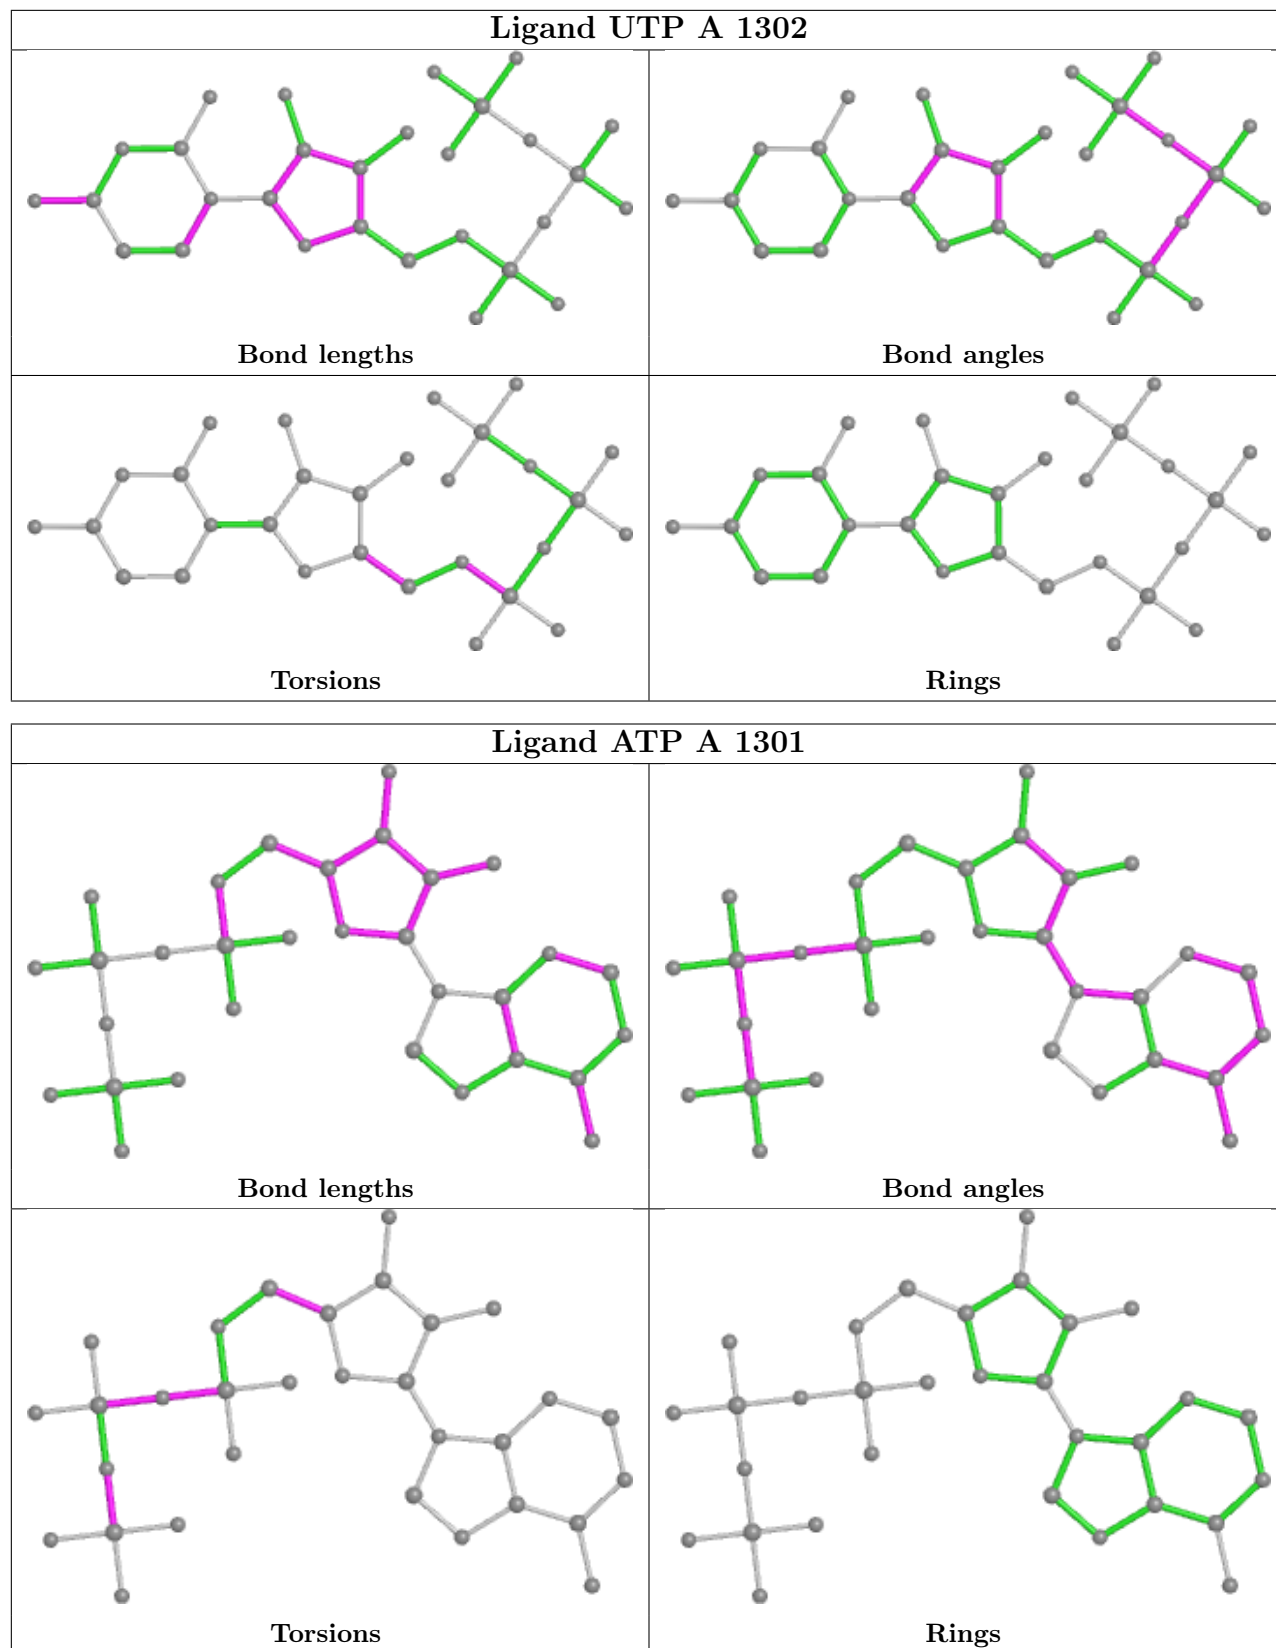 Ligand UTP A 1302
Bond lengths
Bond angles
Torsions
Rings
Ligand ATP A 1301
Bond lengths
Bond angles
Torsions
Rings